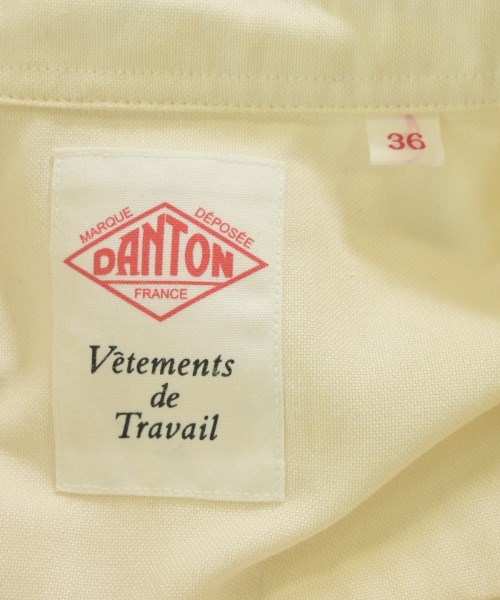 36
MARQUE DÉPOSÉE
DANTON
FRANCE
Vêtements
de
Travail